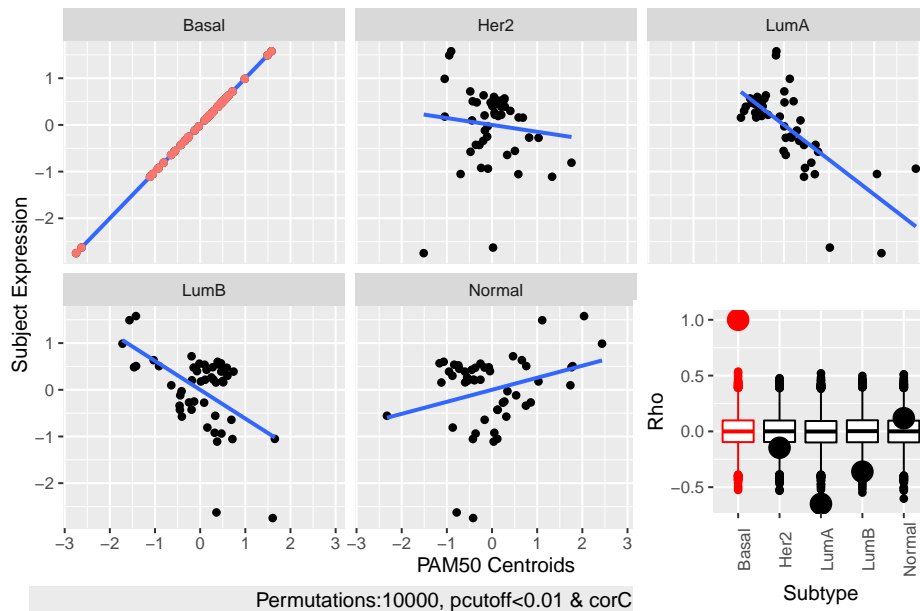 Basal
Her2
LumA
1
0
−1
−2
Subject Expression
LumB
Normal
1
0
−1
−2
−3 −2 −1 0 1 2 3
−3 −2 −1 0 1 2 3
PAM50 Centroids
1.0
0.5
0.0
−0.5
Rho
Basal
Her2
LumA
LumB
Normal
Subtype
Permutations:10000, pcutoff<0.01 & corC